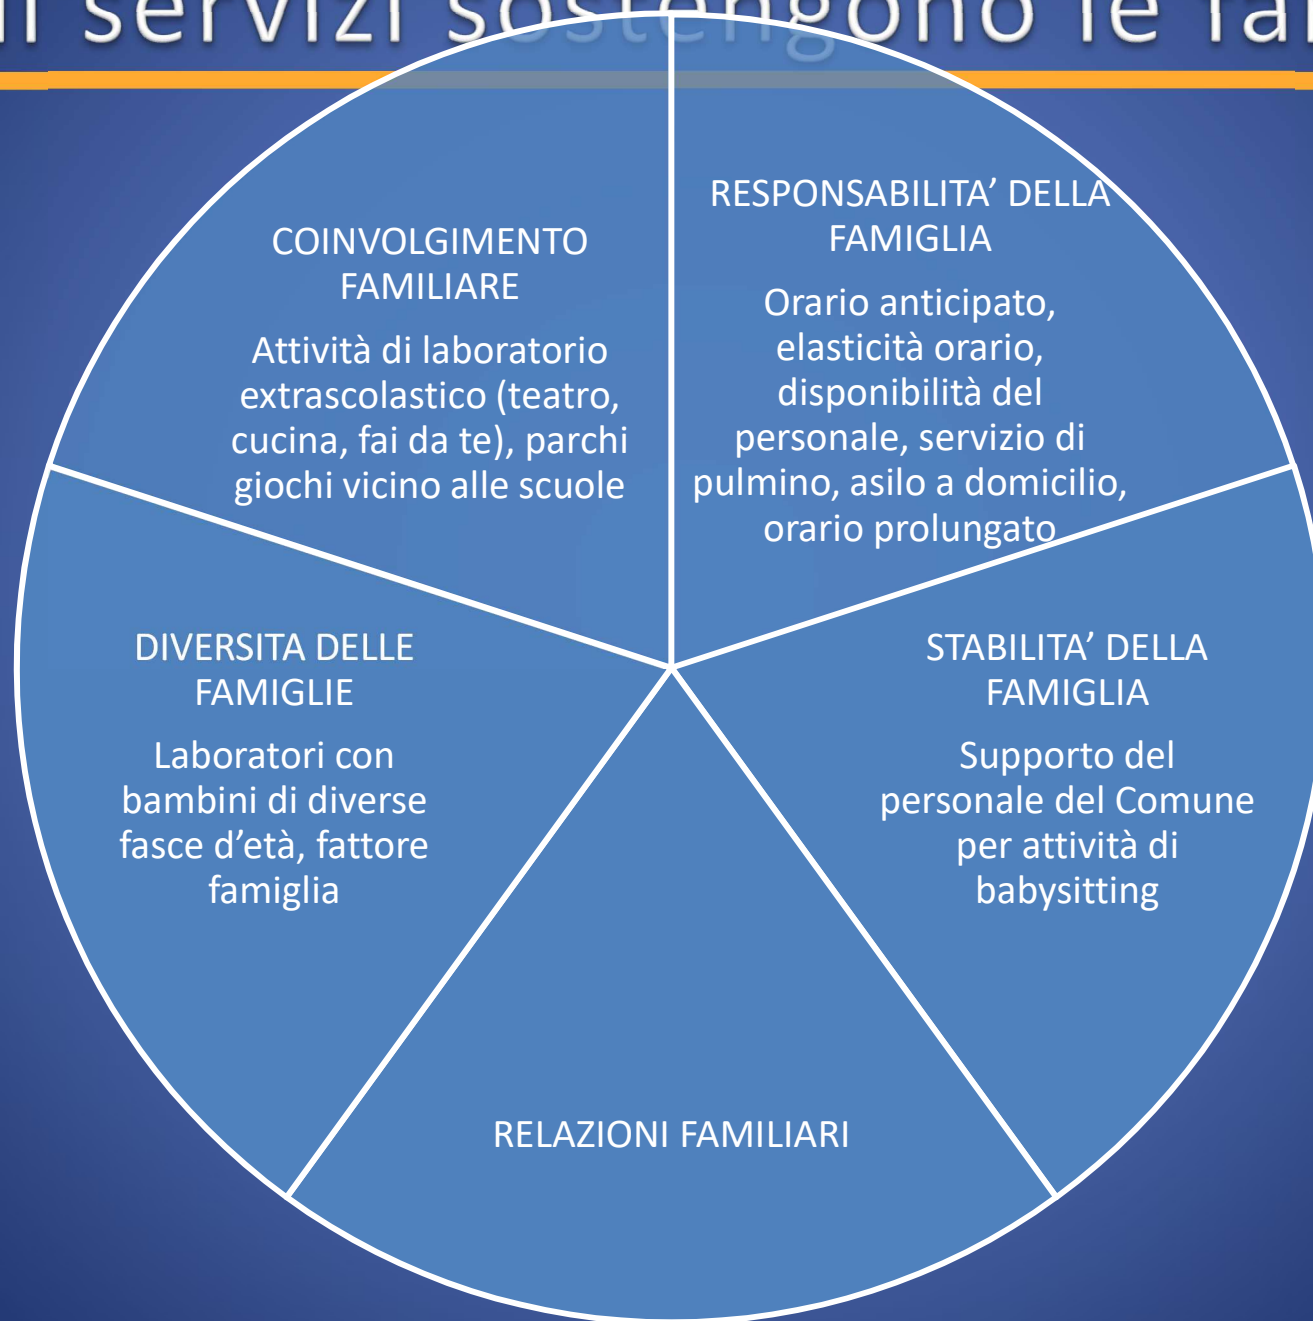 servizi sostengono le
COINVOLGIMENTO
FAMILIARE
Attività di laboratorio
extrascolastico (teatro,
cucina, fai da te), parchi
giochi vicino alle scuole
RESPONSABILITA’ DELLA
FAMIGLIA
Orario anticipato,
elasticità orario,
disponibilità del
personale, servizio di
pulmino, asilo a domicilio,
orario prolungato
DIVERSITA DELLE
FAMIGLIE
Laboratori con
bambini di diverse
fasce d’età, fattore
famiglia
STABILITA’ DELLA
FAMIGLIA
Supporto del
personale del Comune
per attività di
babysitting
RELAZIONI FAMILIARI